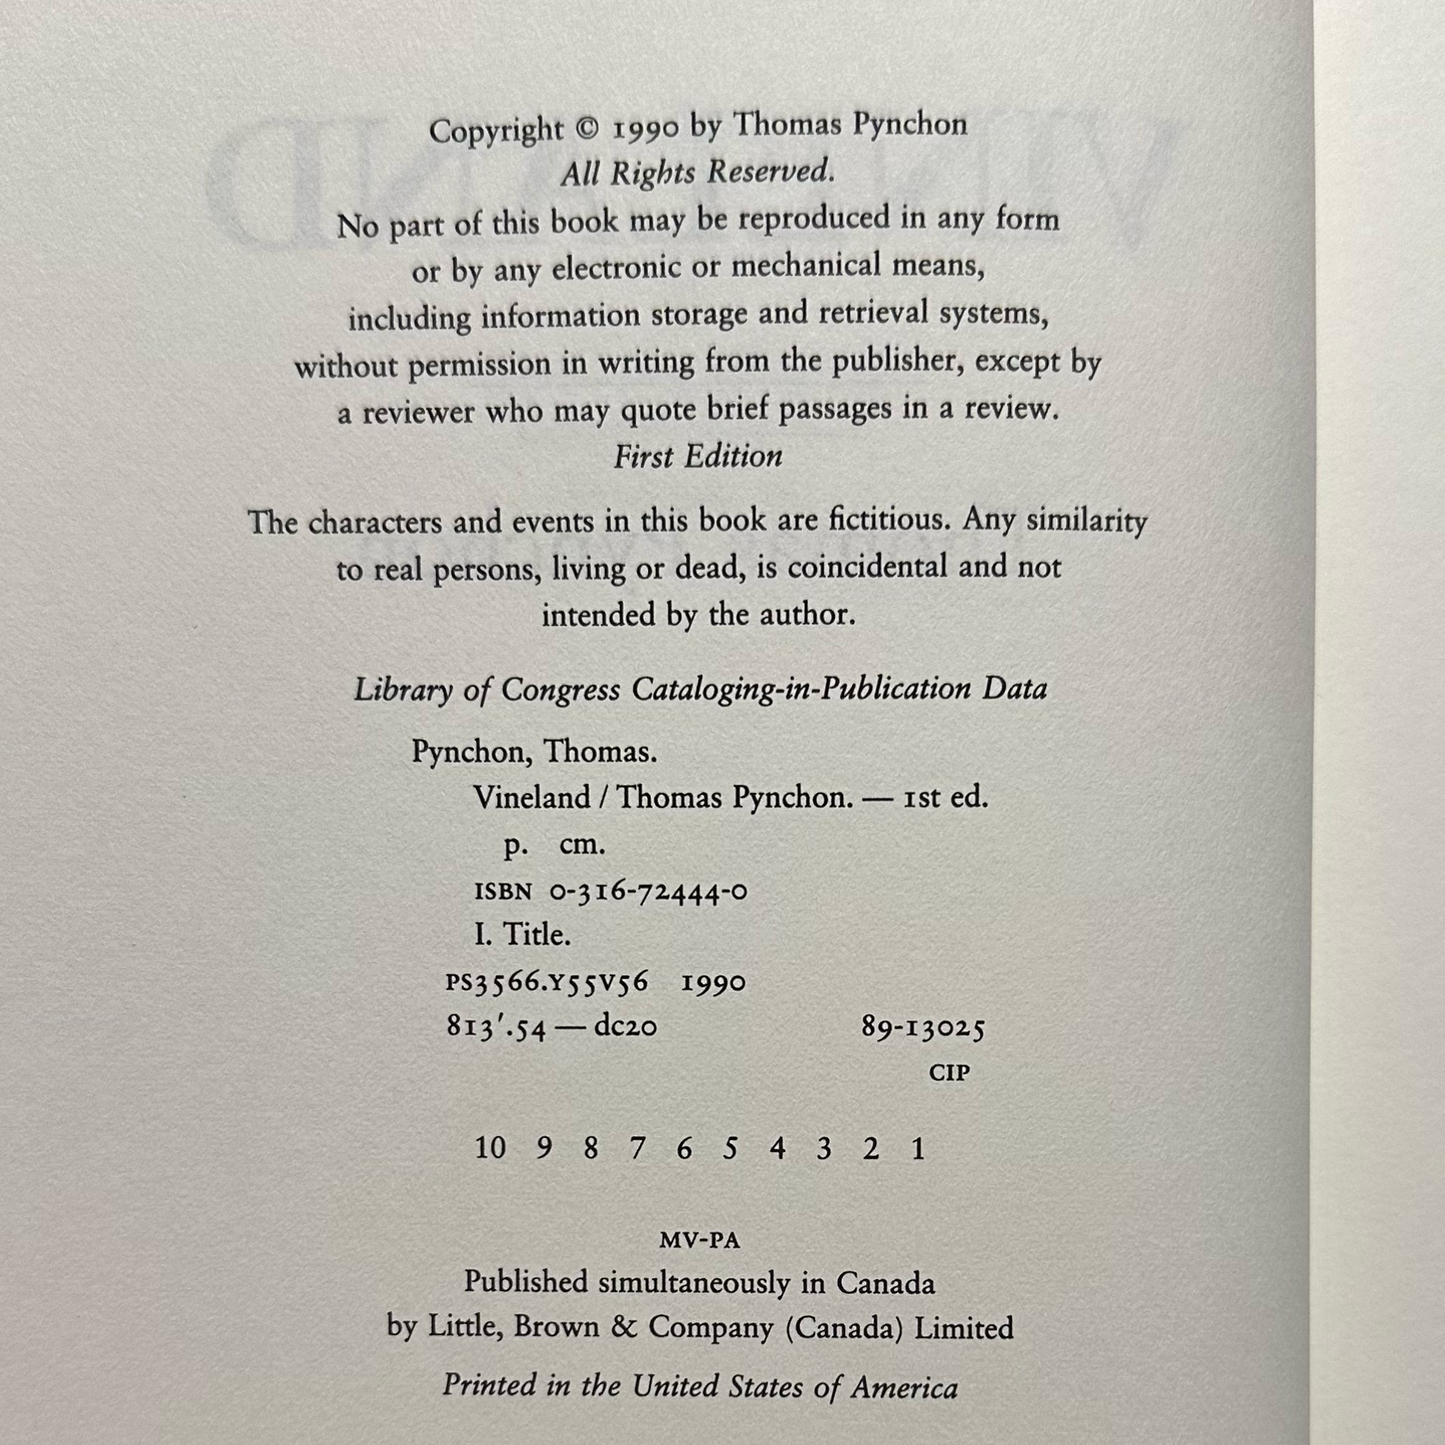 Copyright © 1990 by Thomas Pynchon
All Rights Reserved.
No part of this book may be reproduced in any form
or by any electronic or mechanical means,
including information storage and retrieval systems,
without permission in writing from the publisher, except by
a reviewer who may quote brief passages in a review.
First Edition
The characters and events in this book are fictitious. Any similarity
to real persons, living or dead, is coincidental and not
intended by the author.
Library of Congress Cataloging-in-Publication Data
Pynchon, Thomas.
Vineland / Thomas Pynchon. — 1st ed.
p. cm.
ISBN 0-316-72444-0
I. Title.
PS3566.Y55V56 1990
813′.54 — dc20 89-13025
CIP
10 9 8 7 6 5 4 3 2 1
MV-PA
Published simultaneously in Canada
by Little, Brown & Company (Canada) Limited
Printed in the United States of America